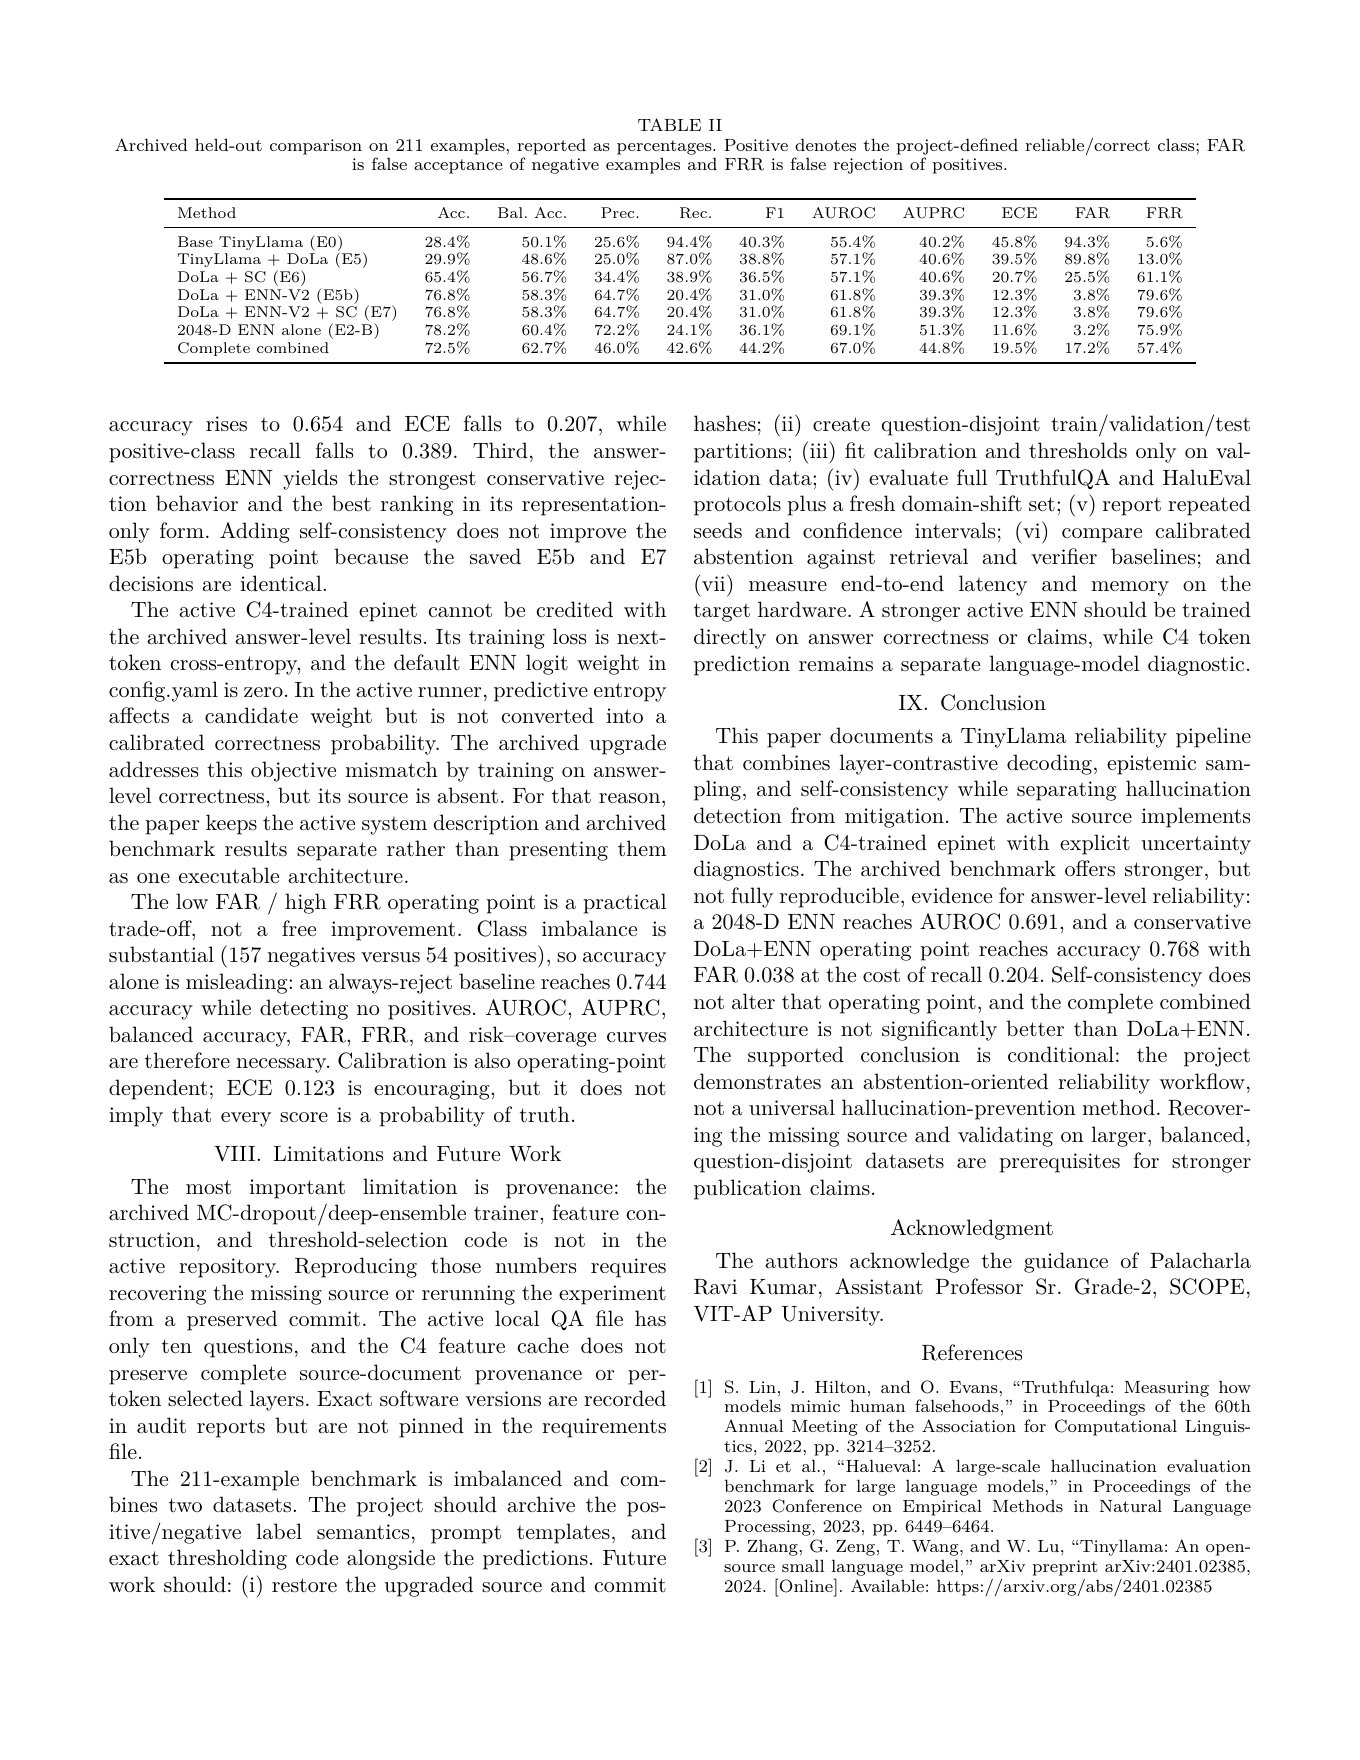 TABLE II
Archived held-out comparison on 211 examples, reported as percentages. Positive denotes the project-defined reliable/correct class; FAR
is false acceptance of negative examples and FRR is false rejection of positives.
Method Acc. Bal. Acc. Prec. Rec. F1 AUROC AUPRC ECE FAR FRR
Base TinyLlama (E0) 28.4% 50.1% 25.6% 94.4% 40.3% 55.4% 40.2% 45.8% 94.3% 5.6%
TinyLlama + DoLa (E5) 29.9% 48.6% 25.0% 87.0% 38.8% 57.1% 40.6% 39.5% 89.8% 13.0%
DoLa + SC (E6) 65.4% 56.7% 34.4% 38.9% 36.5% 57.1% 40.6% 20.7% 25.5% 61.1%
DoLa + ENN-V2 (E5b) 76.8% 58.3% 64.7% 20.4% 31.0% 61.8% 39.3% 12.3% 3.8% 79.6%
DoLa + ENN-V2 + SC (E7) 76.8% 58.3% 64.7% 20.4% 31.0% 61.8% 39.3% 12.3% 3.8% 79.6%
2048-D ENN alone (E2-B) 78.2% 60.4% 72.2% 24.1% 36.1% 69.1% 51.3% 11.6% 3.2% 75.9%
Complete combined 72.5% 62.7% 46.0% 42.6% 44.2% 67.0% 44.8% 19.5% 17.2% 57.4%
accuracy rises to 0.654 and ECE falls to 0.207, while
positive-class recall falls to 0.389. Third, the answer-
correctness ENN yields the strongest conservative rejec-
tion behavior and the best ranking in its representation-
only form. Adding self-consistency does not improve the
E5b operating point because the saved E5b and E7
decisions are identical.
The active C4-trained epinet cannot be credited with
the archived answer-level results. Its training loss is next-
token cross-entropy, and the default ENN logit weight in
config.yaml is zero. In the active runner, predictive entropy
affects a candidate weight but is not converted into a
calibrated correctness probability. The archived upgrade
addresses this objective mismatch by training on answer-
level correctness, but its source is absent. For that reason,
the paper keeps the active system description and archived
benchmark results separate rather than presenting them
as one executable architecture.
The low FAR / high FRR operating point is a practical
trade-off, not a free improvement. Class imbalance is
substantial (157 negatives versus 54 positives), so accuracy
alone is misleading: an always-reject baseline reaches 0.744
accuracy while detecting no positives. AUROC, AUPRC,
balanced accuracy, FAR, FRR, and risk–coverage curves
are therefore necessary. Calibration is also operating-point
dependent; ECE 0.123 is encouraging, but it does not
imply that every score is a probability of truth.
VIII. Limitations and Future Work
The most important limitation is provenance: the
archived MC-dropout/deep-ensemble trainer, feature con-
struction, and threshold-selection code is not in the
active repository. Reproducing those numbers requires
recovering the missing source or rerunning the experiment
from a preserved commit. The active local QA file has
only ten questions, and the C4 feature cache does not
preserve complete source-document provenance or per-
token selected layers. Exact software versions are recorded
in audit reports but are not pinned in the requirements
file.
The 211-example benchmark is imbalanced and com-
bines two datasets. The project should archive the pos-
itive/negative label semantics, prompt templates, and
exact thresholding code alongside the predictions. Future
work should: (i) restore the upgraded source and commit
hashes; (ii) create question-disjoint train/validation/test
partitions; (iii) fit calibration and thresholds only on val-
idation data; (iv) evaluate full TruthfulQA and HaluEval
protocols plus a fresh domain-shift set; (v) report repeated
seeds and confidence intervals; (vi) compare calibrated
abstention against retrieval and verifier baselines; and
(vii) measure end-to-end latency and memory on the
target hardware. A stronger active ENN should be trained
directly on answer correctness or claims, while C4 token
prediction remains a separate language-model diagnostic.
IX. Conclusion
This paper documents a TinyLlama reliability pipeline
that combines layer-contrastive decoding, epistemic sam-
pling, and self-consistency while separating hallucination
detection from mitigation. The active source implements
DoLa and a C4-trained epinet with explicit uncertainty
diagnostics. The archived benchmark offers stronger, but
not fully reproducible, evidence for answer-level reliability:
a 2048-D ENN reaches AUROC 0.691, and a conservative
DoLa+ENN operating point reaches accuracy 0.768 with
FAR 0.038 at the cost of recall 0.204. Self-consistency does
not alter that operating point, and the complete combined
architecture is not significantly better than DoLa+ENN.
The supported conclusion is conditional: the project
demonstrates an abstention-oriented reliability workflow,
not a universal hallucination-prevention method. Recover-
ing the missing source and validating on larger, balanced,
question-disjoint datasets are prerequisites for stronger
publication claims.
Acknowledgment
The authors acknowledge the guidance of Palacharla
Ravi Kumar, Assistant Professor Sr. Grade-2, SCOPE,
VIT-AP University.
References
[1] S. Lin, J. Hilton, and O. Evans, “Truthfulqa: Measuring how
models mimic human falsehoods,” in Proceedings of the 60th
Annual Meeting of the Association for Computational Linguis-
tics, 2022, pp. 3214–3252.
[2] J. Li et al., “Halueval: A large-scale hallucination evaluation
benchmark for large language models,” in Proceedings of the
2023 Conference on Empirical Methods in Natural Language
Processing, 2023, pp. 6449–6464.
[3] P. Zhang, G. Zeng, T. Wang, and W. Lu, “Tinyllama: An open-
source small language model,” arXiv preprint arXiv:2401.02385,
2024. [Online]. Available: https://arxiv.org/abs/2401.02385